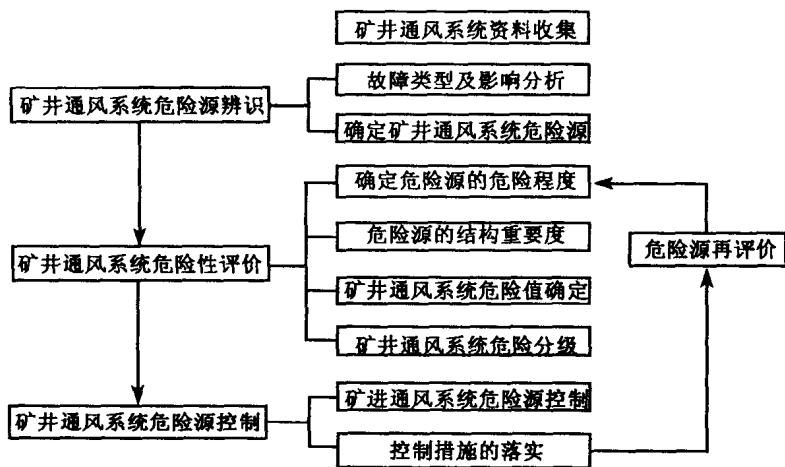 矿井通风系统资料收集
故障类型及影响分析
矿井通风系统危险源辨识
确定矿井通风系统危险源
确定危险源的危险程度
危险源的结构重要度
危险源再评价
矿井通风系统危险性评价
矿井通风系统危险值确定
矿井通风系统危险分级
矿进通风系统危险源控制
矿井通风系统危险源控制
控制措施的落实